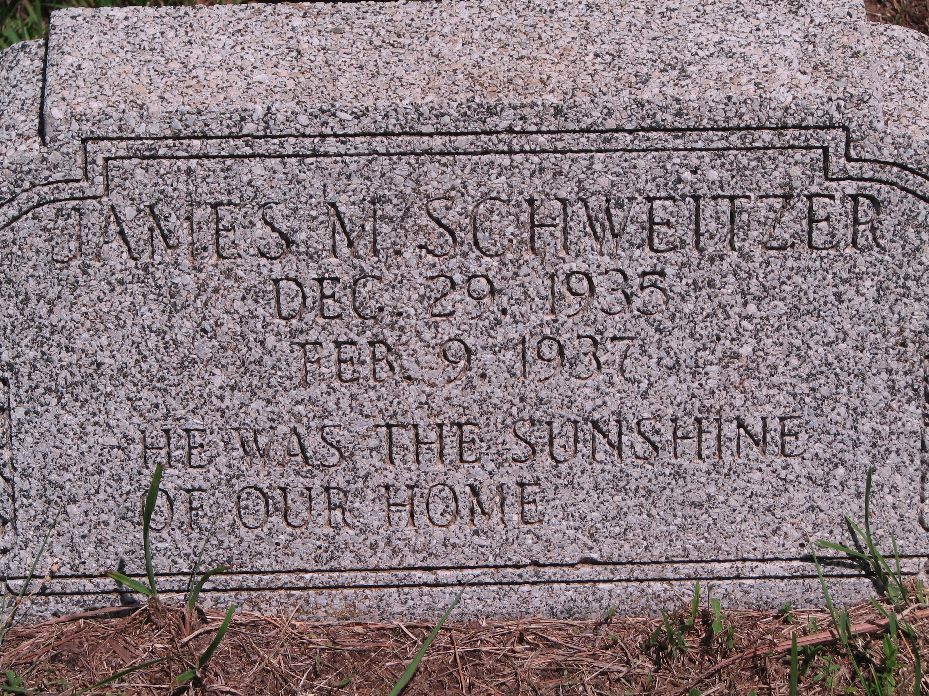 JAMES M. SCHWEITZER
DEC. 29. 1935
FEB. 9. 1937
HE WAS THE SUNSHINE
OF OUR HOME